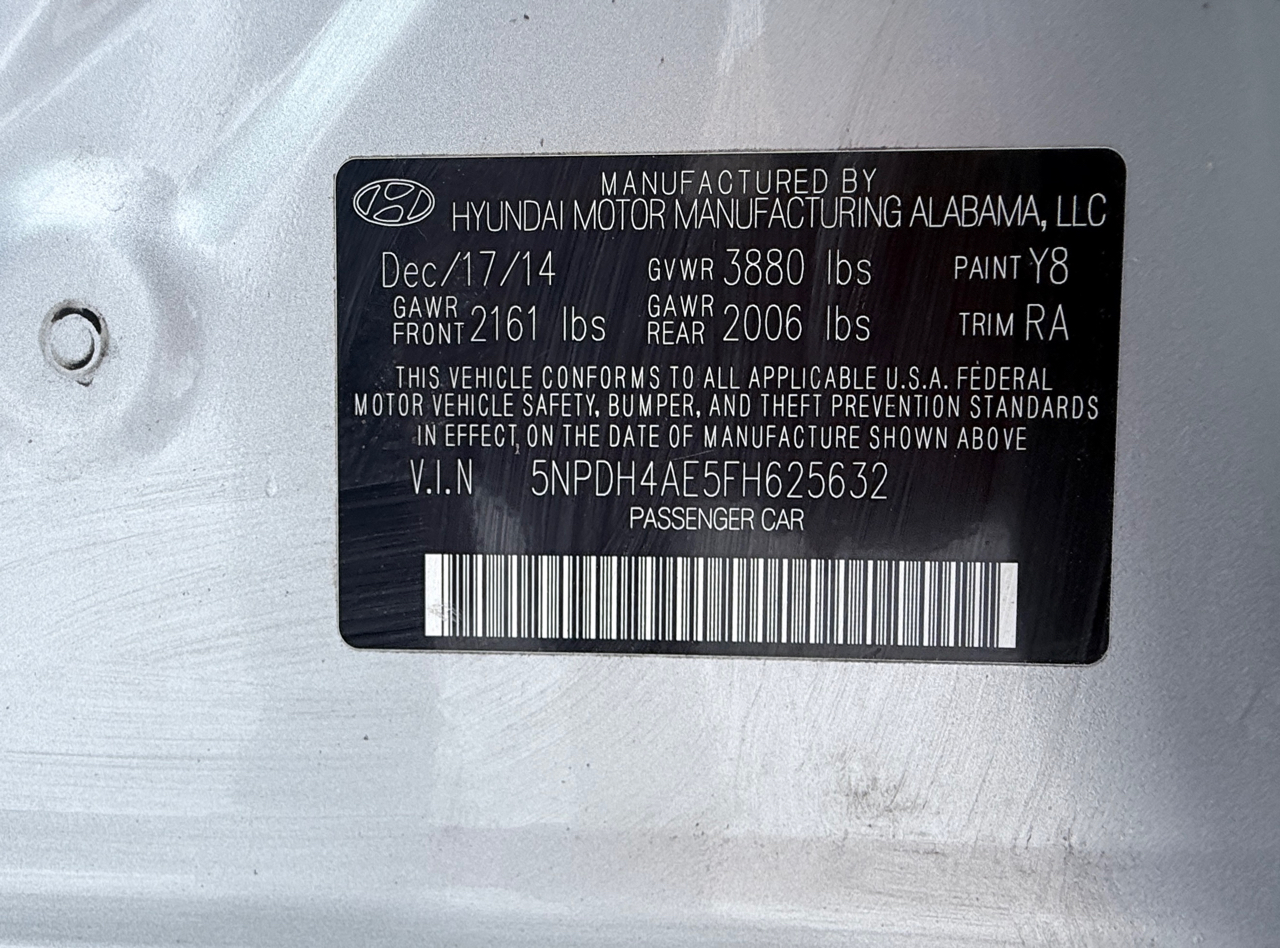 MANUFACTURED BY
HYUNDAI MOTOR MANUFACTURING ALABAMA, LLC
Dec/17/14 GVWR 3880 lbs PAINT Y8
GAWR FRONT 2161 lbs GAWR REAR 2006 lbs TRIM RA
THIS VEHICLE CONFORMS TO ALL APPLICABLE U.S.A. FEDERAL
MOTOR VEHICLE SAFETY, BUMPER, AND THEFT PREVENTION STANDARDS
IN EFFECT, ON THE DATE OF MANUFACTURE SHOWN ABOVE
V.I.N 5NPDH4AE5FH625632
PASSENGER CAR